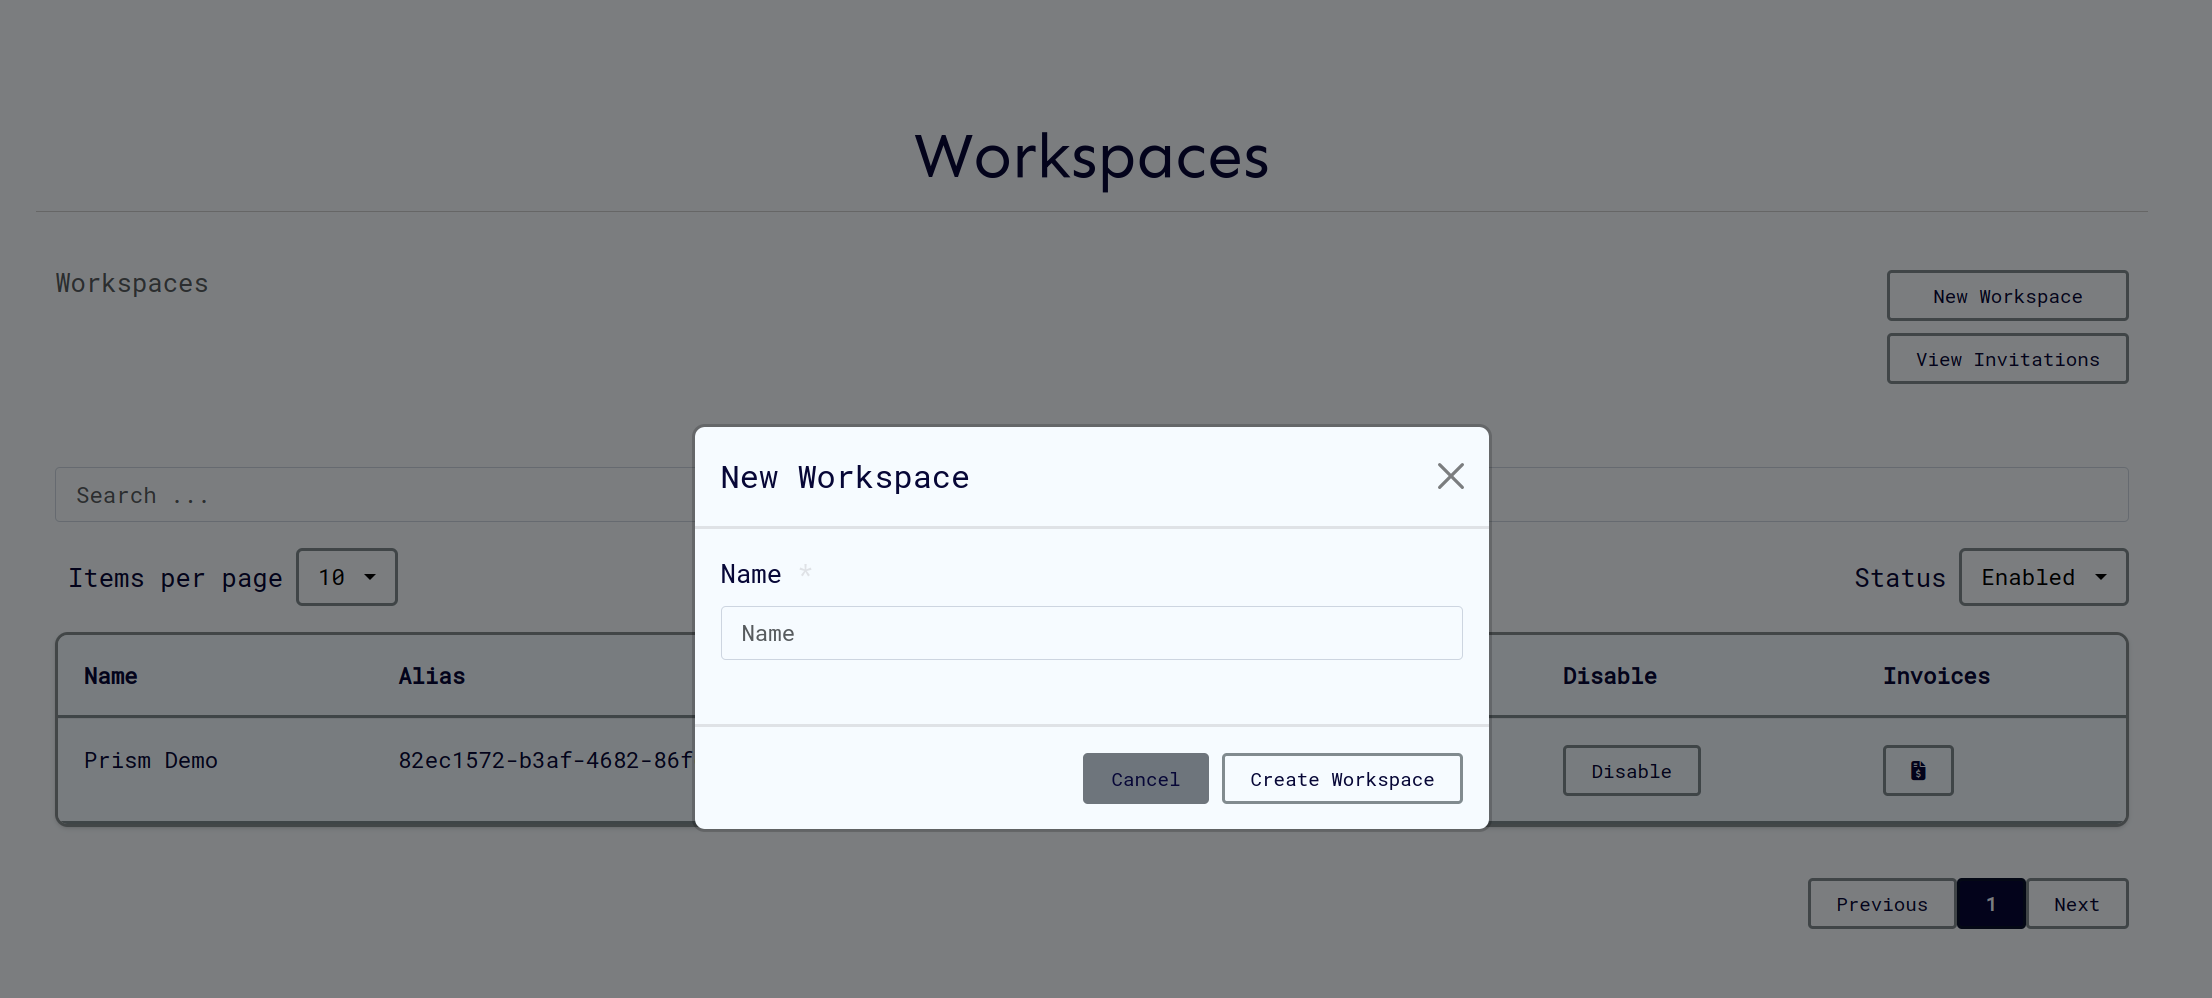 Workspaces
Workspaces
New Workspace
View Invitations
Search ...
Items per page 10
Status Enabled
New Workspace
Name *
Name
Cancel Create Workspace
Name Alias Disable Invoices
Prism Demo 82ec1572-b3af-4682-86f Disable
Previous 1 Next